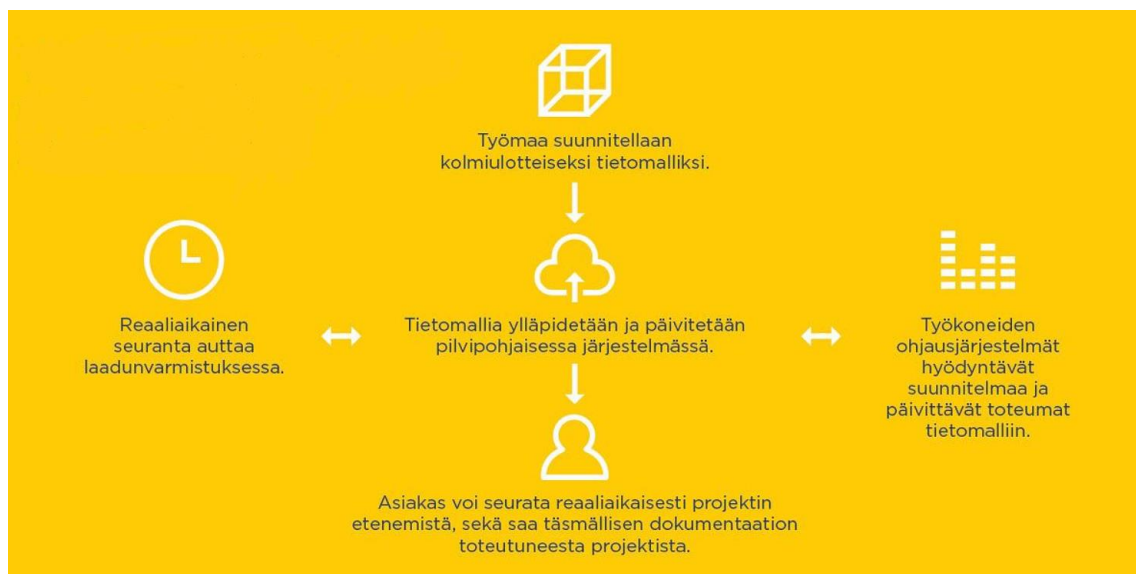 Työmaa suunnitellaan
kolmiulotteiseksi tietomalliksi.
Reaaliaikainen
seuranta auttaa
laadunvarmistuksessa.
Tietomallia ylläpidetään ja päivitetään
pilvipohjaisessa järjestelmässä.
Työkoneiden
ohjausjärjestelmät
hyödyntävät
suunnitelmaa ja
päivittävät toteumat
tietomalliin.
Asiakas voi seurata reaaliaikaisesti projektin
etenemistä, sekä saa täsmällisen dokumentaation
toteutuneesta projektista.